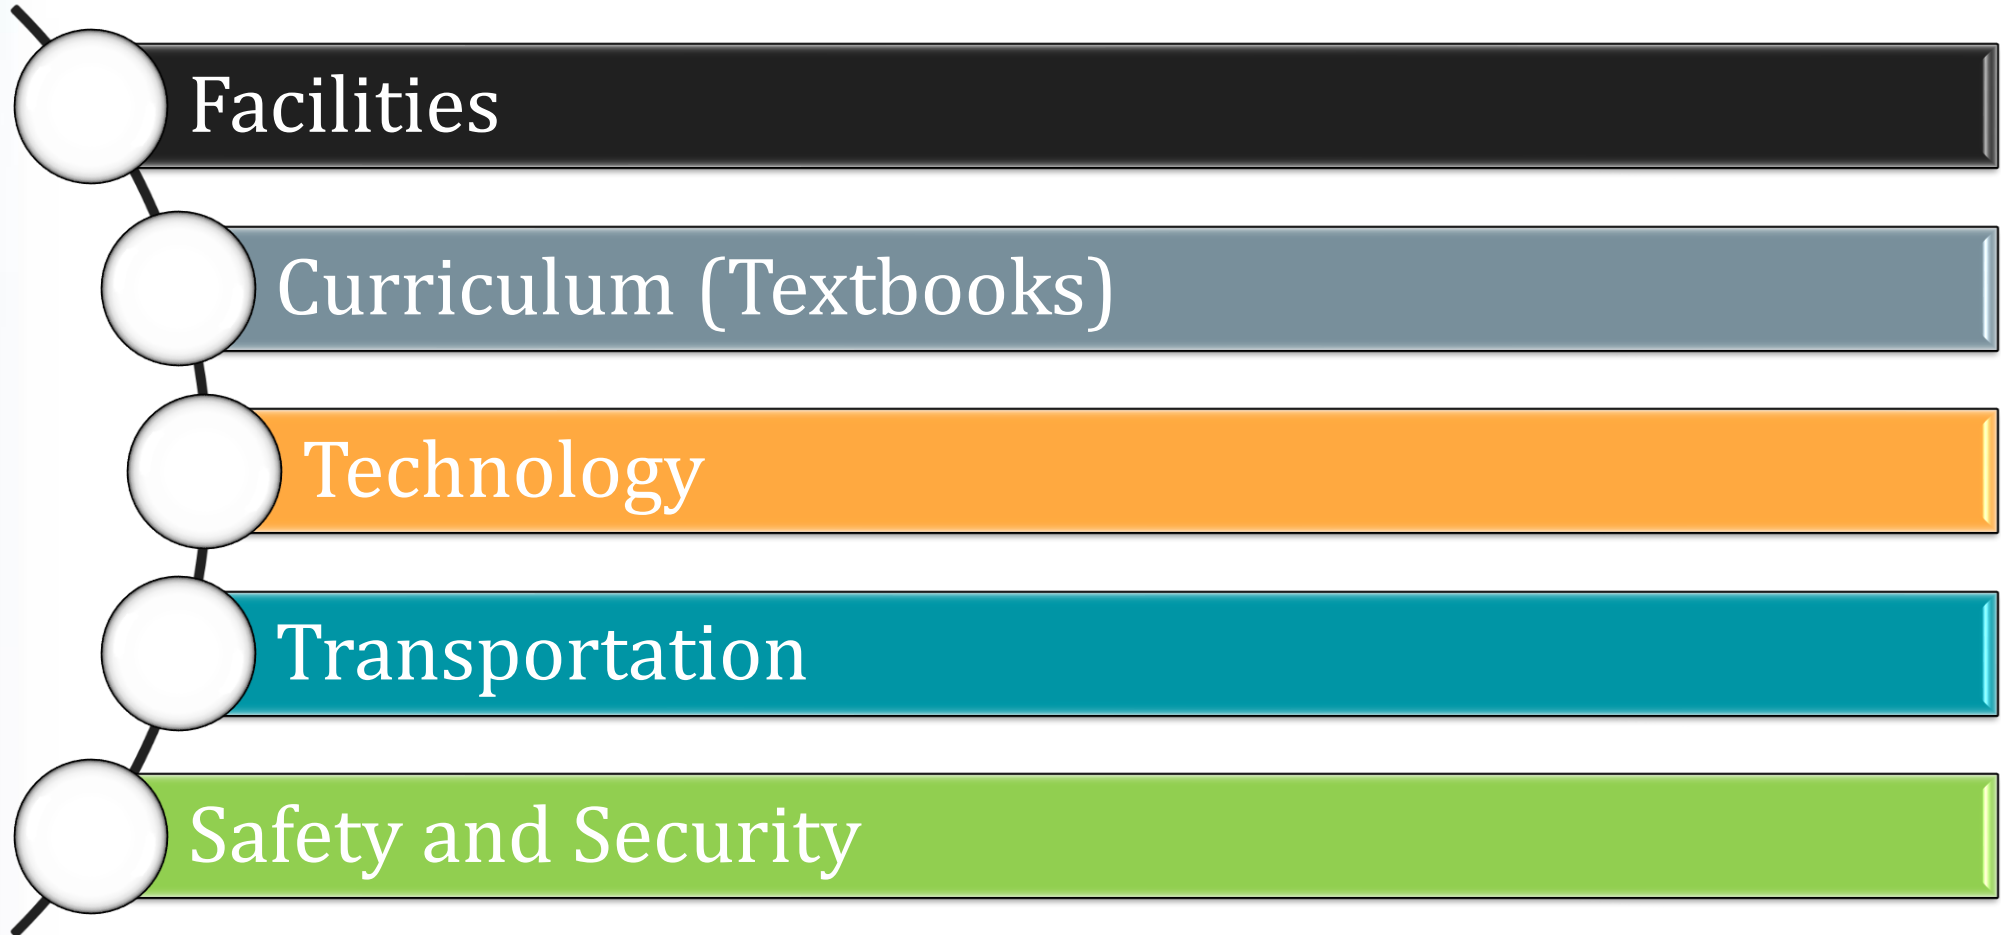 Facilities
Curriculum (Textbooks)
Technology
Transportation
Safety and Security